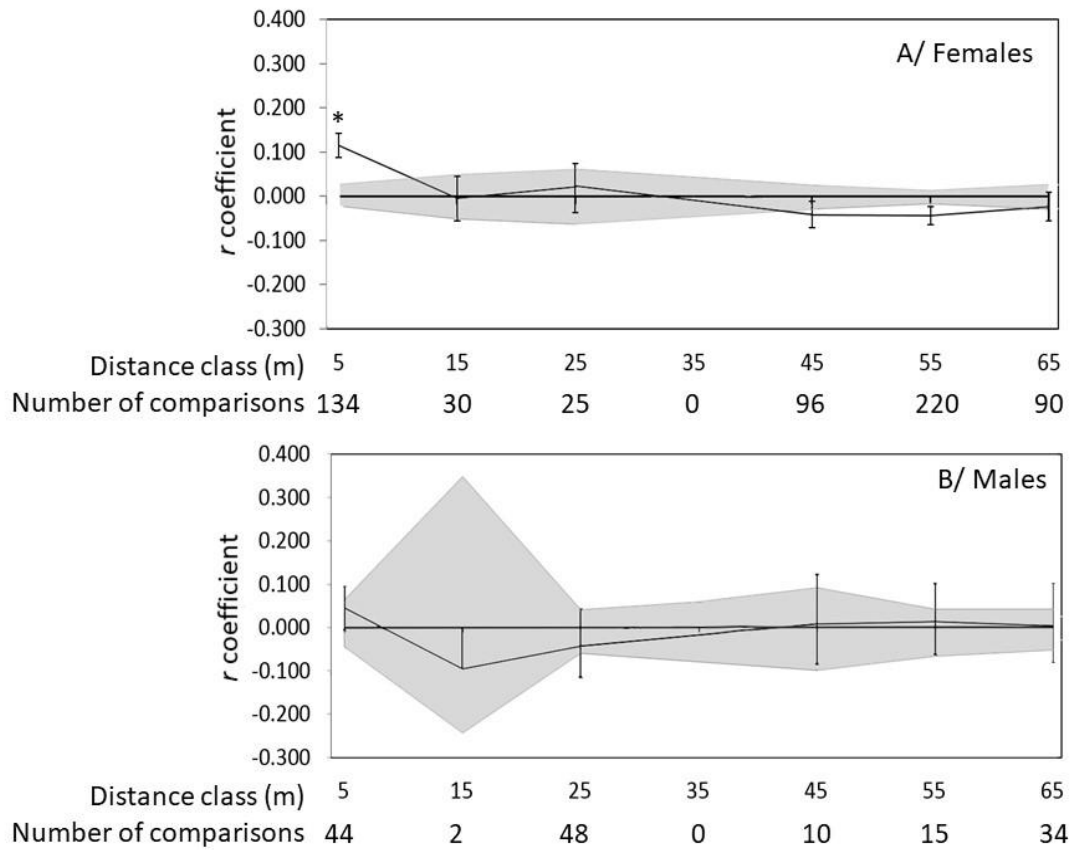 0.400
A/ Females
0.300
0.200
*
0.100
0.000
-0.100
-0.200
-0.300
r coefficient
Distance class (m) 5 15 25 35 45 55 65
Number of comparisons 134 30 25 0 96 220 90
0.400
B/ Males
0.300
0.200
0.100
0.000
-0.100
-0.200
-0.300
r coefficient
Distance class (m) 5 15 25 35 45 55 65
Number of comparisons 44 2 48 0 10 15 34